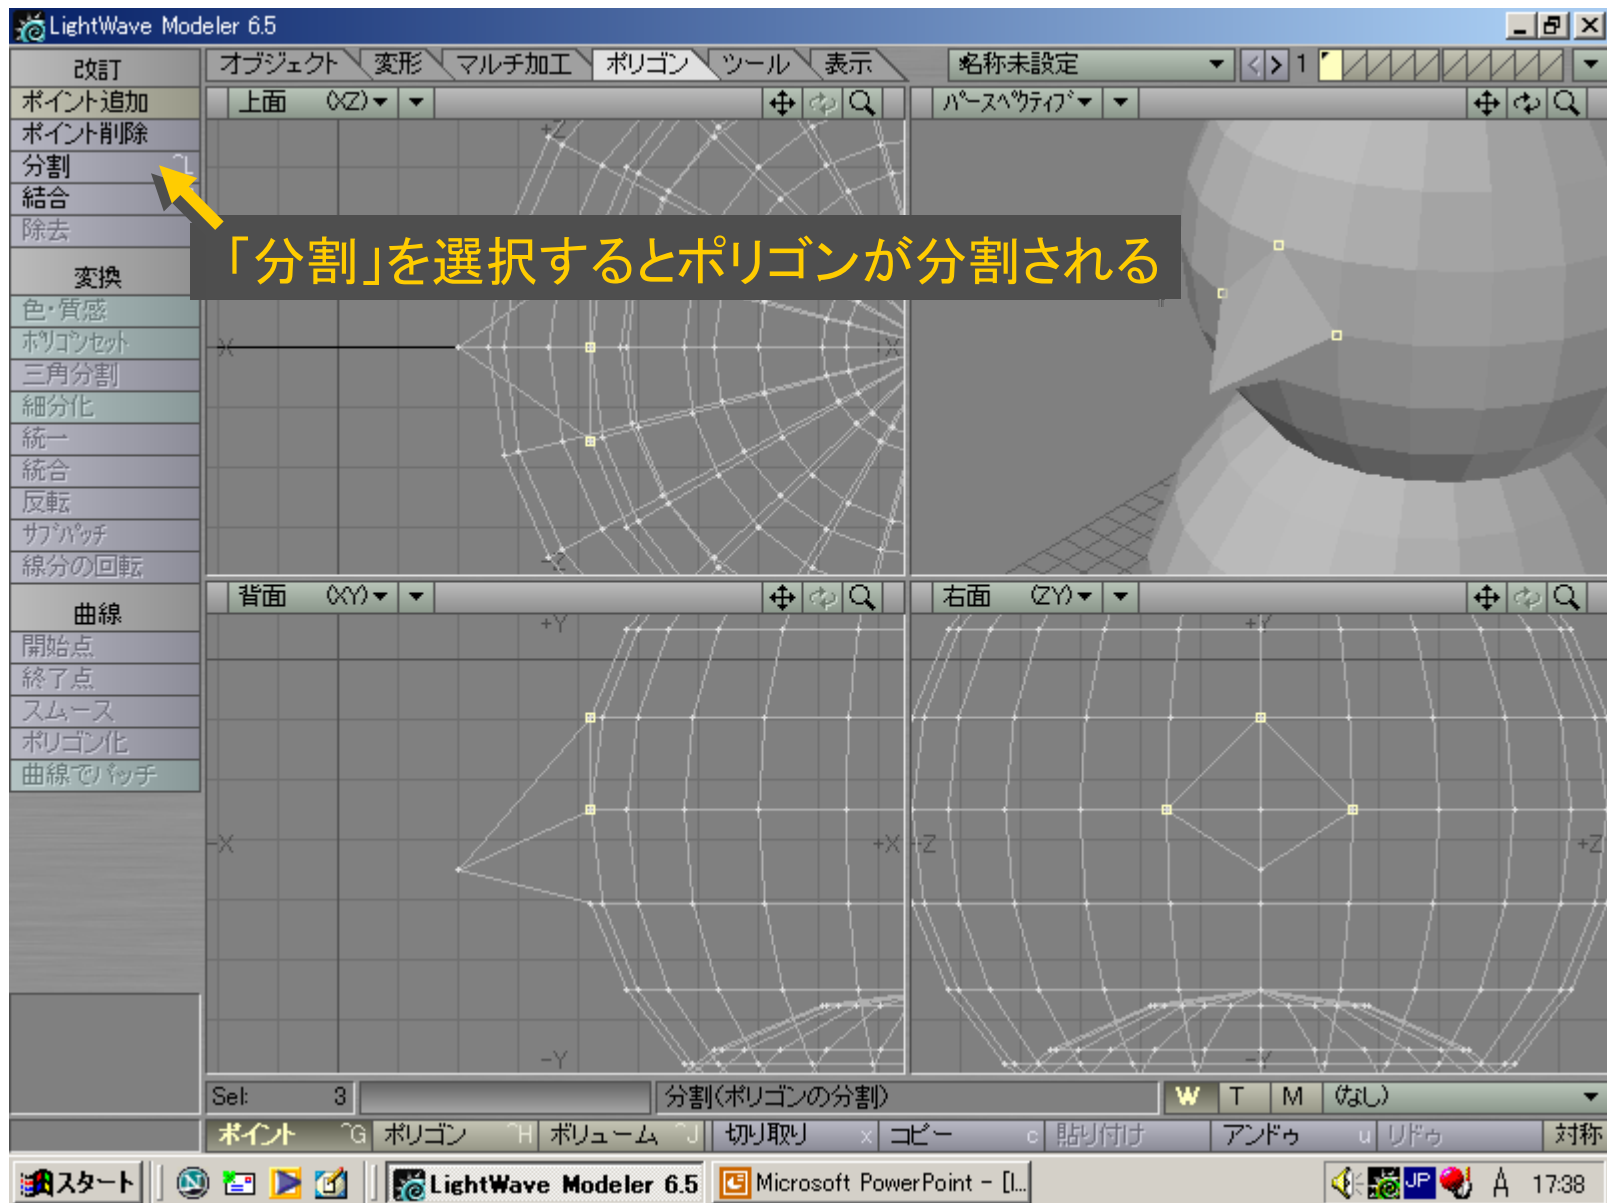 LightWave Modeler 6.5
改訂
オブジェクト 変形 マルチ加工 ポリゴン ツール 表示 名称未設定 < > 1
ポイント追加
上面 (XZ)
パースペクティブ
ポイント削除
分割 ^L
結合
除去
「分割」を選択するとポリゴンが分割される
変換
色・質感
ポリゴンセット
三角分割
細分化
統一
統合
反転
サブパッチ
線分の回転
曲線
開始点
終了点
スムース
ポリゴン化
曲線でパッチ
+Z
-X
+X
-Z
背面 (XY)
右面 (ZY)
+Y
+Y
-X
+X
-Z
+Z
-Y
-Y
Sel: 3
分割(ポリゴンの分割)
W T M (なし)
ポイント ^G ポリゴン ^H ボリューム ^J 切り取り x コピー c 貼り付け アンドゥ u リドゥ 対称
スタート LightWave Modeler 6.5 Microsoft PowerPoint - [l... JP A 17:38